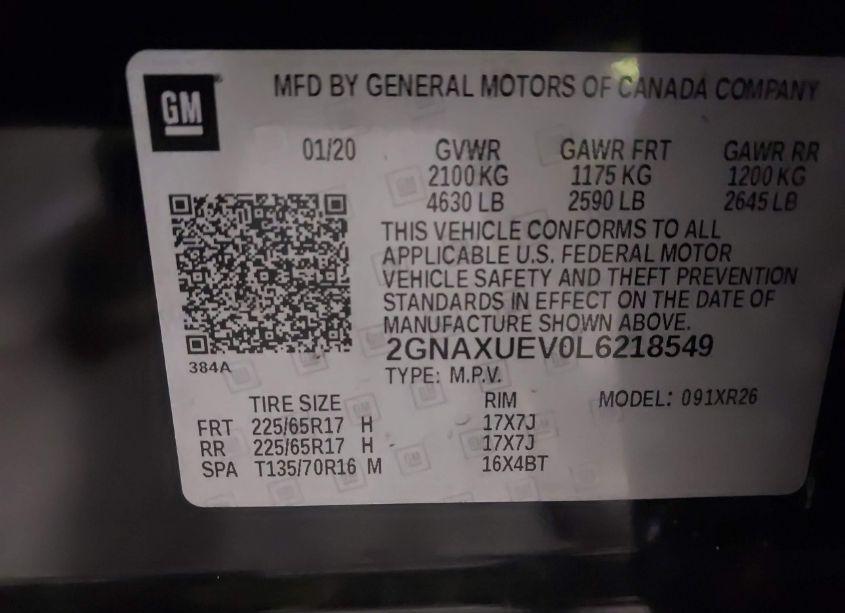 GM
MFD BY GENERAL MOTORS OF CANADA COMPANY
01/20 GVWR GAWR FRT GAWR RR
2100 KG 1175 KG 1200 KG
4630 LB 2590 LB 2645 LB
THIS VEHICLE CONFORMS TO ALL
APPLICABLE U.S. FEDERAL MOTOR
VEHICLE SAFETY AND THEFT PREVENTION
STANDARDS IN EFFECT ON THE DATE OF
MANUFACTURE SHOWN ABOVE.
2GNAXUEV0L6218549
384A
TYPE: M.P.V.
TIRE SIZE RIM MODEL: 091XR26
FRT 225/65R17 H 17X7J
RR 225/65R17 H 17X7J
SPA T135/70R16 M 16X4BT